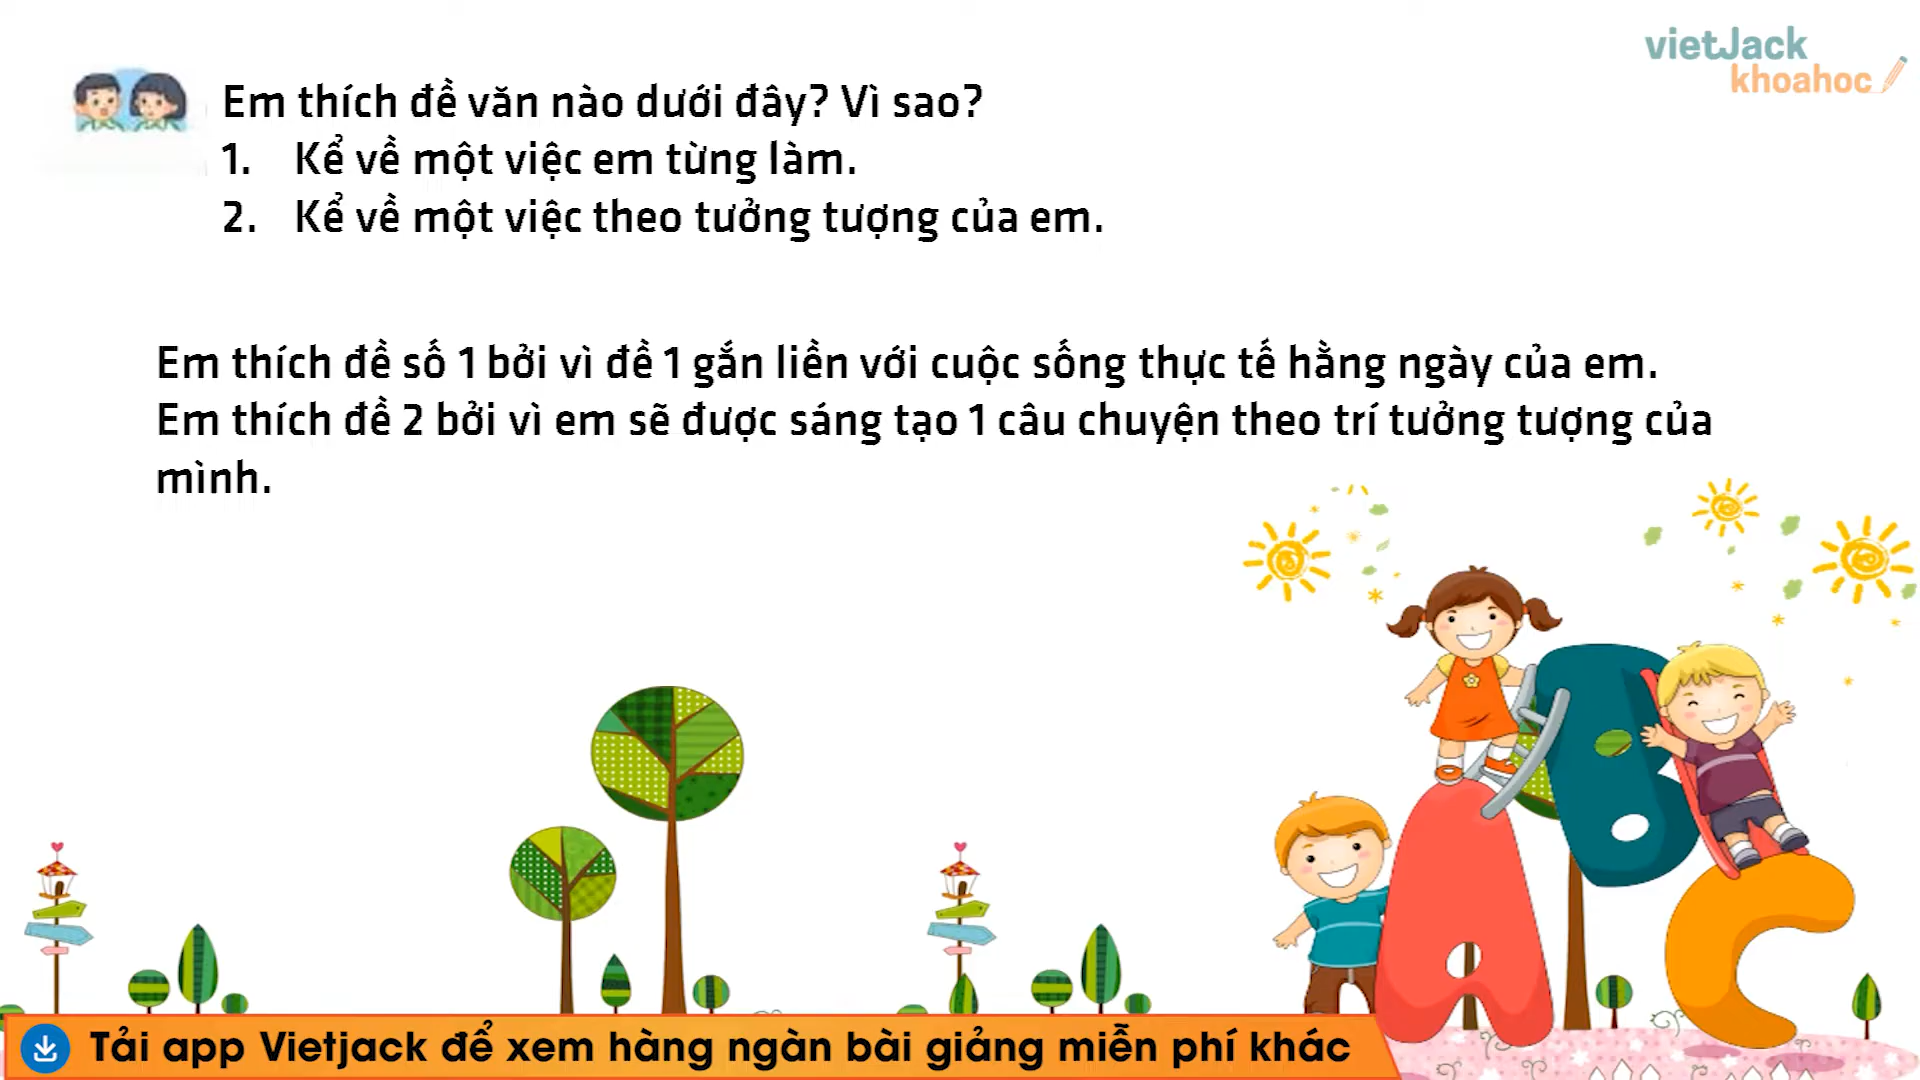 vietJack
khoahoc
Em thích đề văn nào dưới đây? Vì sao?
1. Kể về một việc em từng làm.
2. Kể về một việc theo tưởng tượng của em.
Em thích đề số 1 bởi vì đề 1 gắn liền với cuộc sống thực tế hằng ngày của em.
Em thích đề 2 bởi vì em sẽ được sáng tạo 1 câu chuyện theo trí tưởng tượng của
mình.
ABC
Tải app Vietjack để xem hàng ngàn bài giảng miễn phí khác